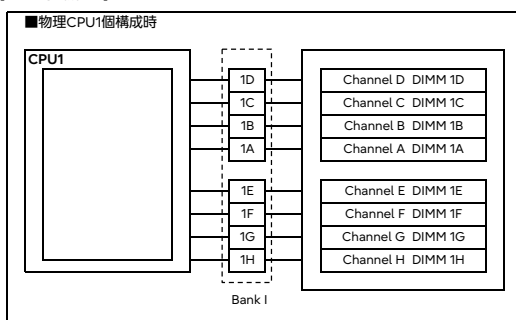 ■物理CPU1個構成時
CPU1
1D Channel D DIMM 1D
1C Channel C DIMM 1C
1B Channel B DIMM 1B
1A Channel A DIMM 1A
1E Channel E DIMM 1E
1F Channel F DIMM 1F
1G Channel G DIMM 1G
1H Channel H DIMM 1H
Bank I